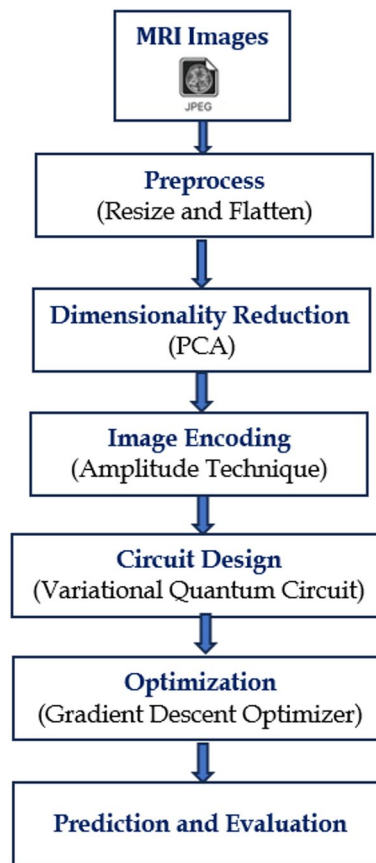 MRI Images
JPEG
Preprocess
(Resize and Flatten)
Dimensionality Reduction
(PCA)
Image Encoding
(Amplitude Technique)
Circuit Design
(Variational Quantum Circuit)
Optimization
(Gradient Descent Optimizer)
Prediction and Evaluation